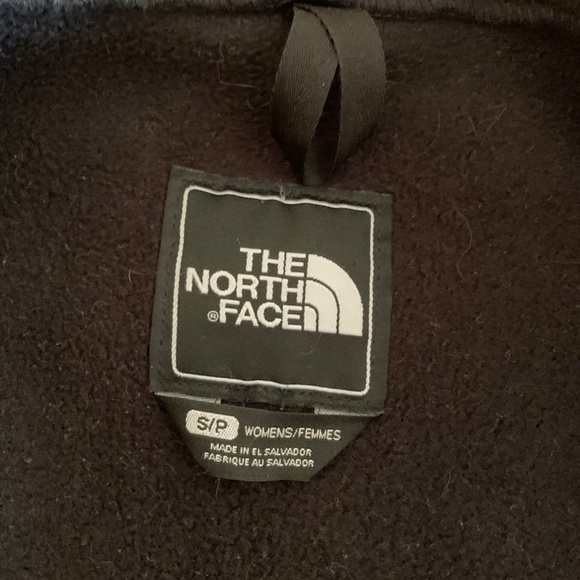 THE
NORTH
®FACE
S/P WOMENS/FEMMES
MADE IN EL SALVADOR
FABRIQUE AU SALVADOR